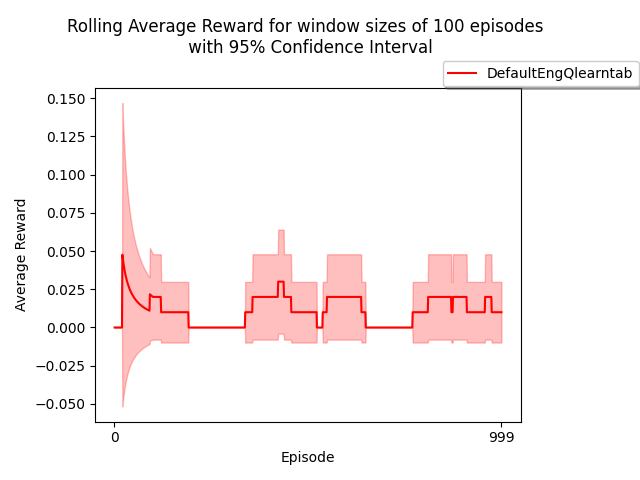 Rolling Average Reward for window sizes of 100 episodes
with 95% Confidence Interval
DefaultEngQlearntab
0.150
0.125
0.100
0.075
0.050
0.025
0.000
−0.025
−0.050
Average Reward
0
999
Episode